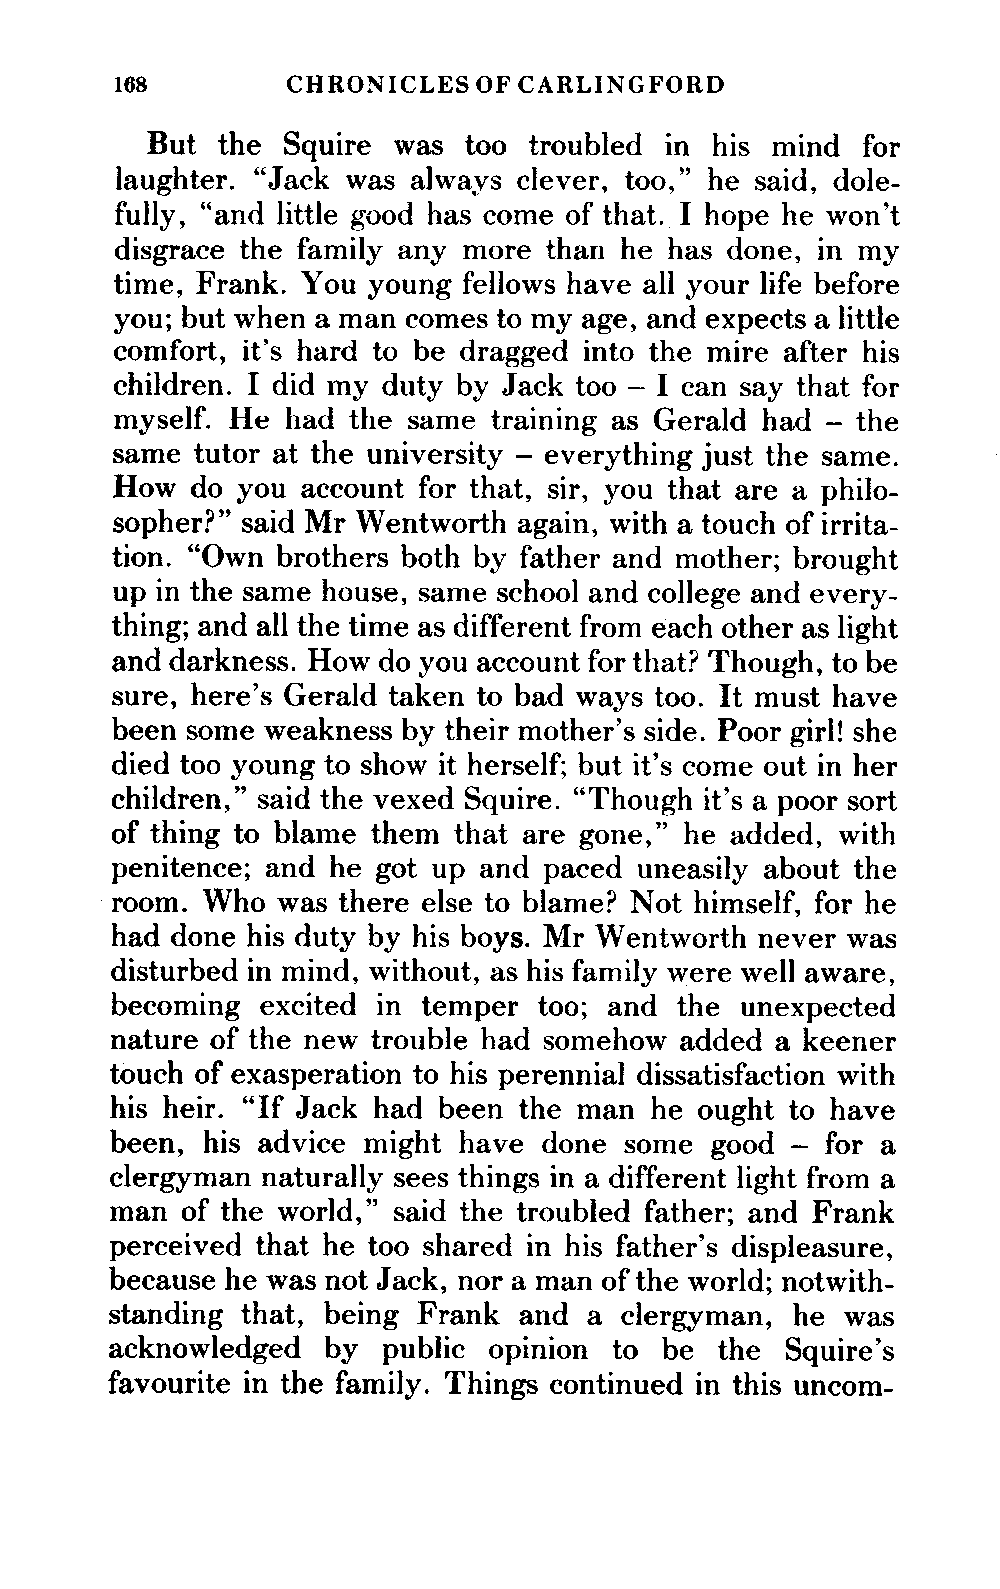 168 CHRONICLES OF CARLINGFORD
But the Squire was too troubled in his mind for
laughter. “Jack was always clever, too,” he said, dole-
fully, “and little good has come of that. I hope he won’t
disgrace the family any more than he has done, in my
time, Frank. You young fellows have all your life before
you; but when a man comes to my age, and expects a little
comfort, it’s hard to be dragged into the mire after his
children. I did my duty by Jack too – I can say that for
myself. He had the same training as Gerald had – the
same tutor at the university – everything just the same.
How do you account for that, sir, you that are a philo-
sopher?” said Mr Wentworth again, with a touch of irrita-
tion. “Own brothers both by father and mother; brought
up in the same house, same school and college and every-
thing; and all the time as different from each other as light
and darkness. How do you account for that? Though, to be
sure, here’s Gerald taken to bad ways too. It must have
been some weakness by their mother’s side. Poor girl! she
died too young to show it herself; but it’s come out in her
children,” said the vexed Squire. “Though it’s a poor sort
of thing to blame them that are gone,” he added, with
penitence; and he got up and paced uneasily about the
room. Who was there else to blame? Not himself, for he
had done his duty by his boys. Mr Wentworth never was
disturbed in mind, without, as his family were well aware,
becoming excited in temper too; and the unexpected
nature of the new trouble had somehow added a keener
touch of exasperation to his perennial dissatisfaction with
his heir. “If Jack had been the man he ought to have
been, his advice might have done some good – for a
clergyman naturally sees things in a different light from a
man of the world,” said the troubled father; and Frank
perceived that he too shared in his father’s displeasure,
because he was not Jack, nor a man of the world; notwith-
standing that, being Frank and a clergyman, he was
acknowledged by public opinion to be the Squire’s
favourite in the family. Things continued in this uncom-